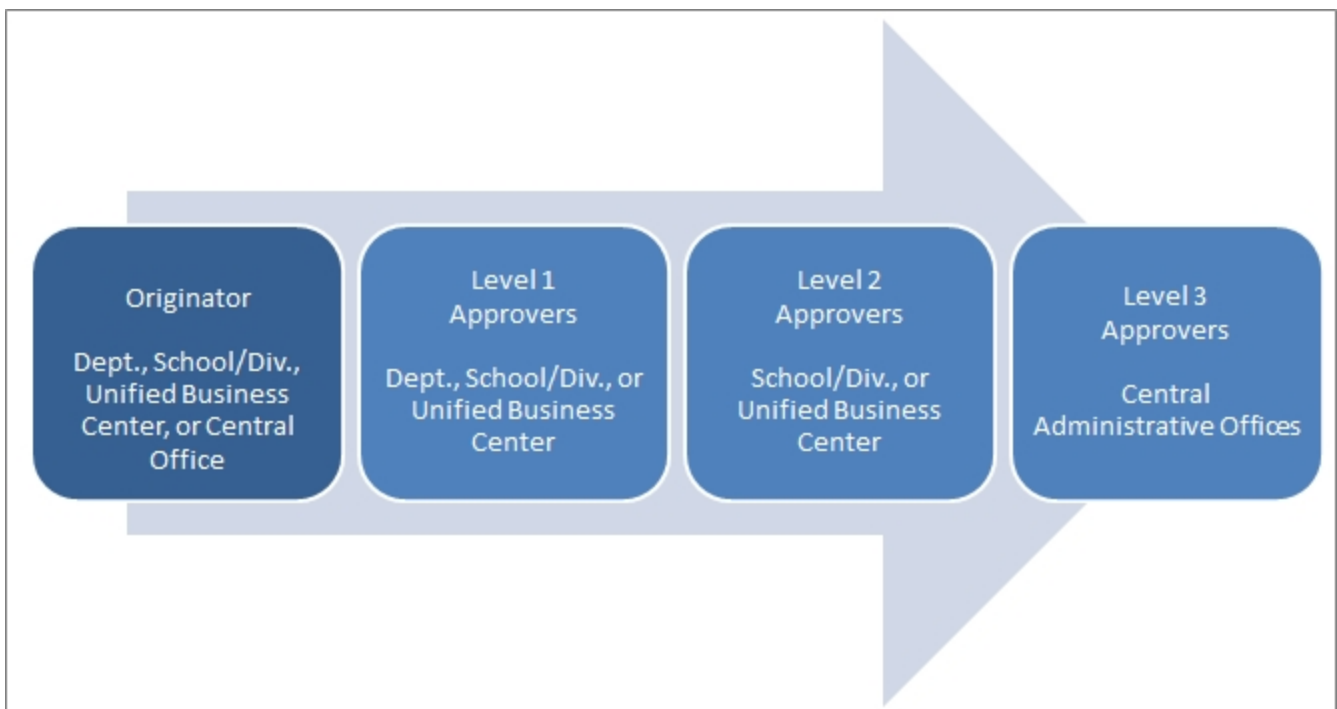 Originator
Dept., School/Div.,
Unified Business
Center, or Central
Office
Level 1
Approvers
Dept., School/Div., or
Unified Business
Center
Level 2
Approvers
School/Div., or
Unified Business
Center
Level 3
Approvers
Central
Administrative Offices